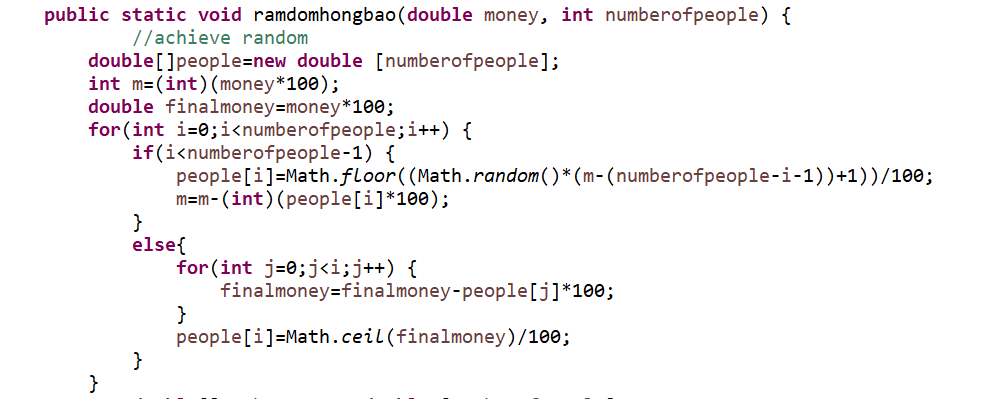 public static void ramdomhongbao(double money, int numberofpeople) {
//achieve random
double[]people=new double [numberofpeople];
int m=(int)(money*100);
double finalmoney=money*100;
for(int i=0;i<numberofpeople;i++) {
if(i<numberofpeople-1) {
people[i]=Math.floor((Math.random()*(m-(numberofpeople-i-1))+1))/100;
m=m-(int)(people[i]*100);
}
else{
for(int j=0;j<i;j++) {
finalmoney=finalmoney-people[j]*100;
}
people[i]=Math.ceil(finalmoney)/100;
}
}